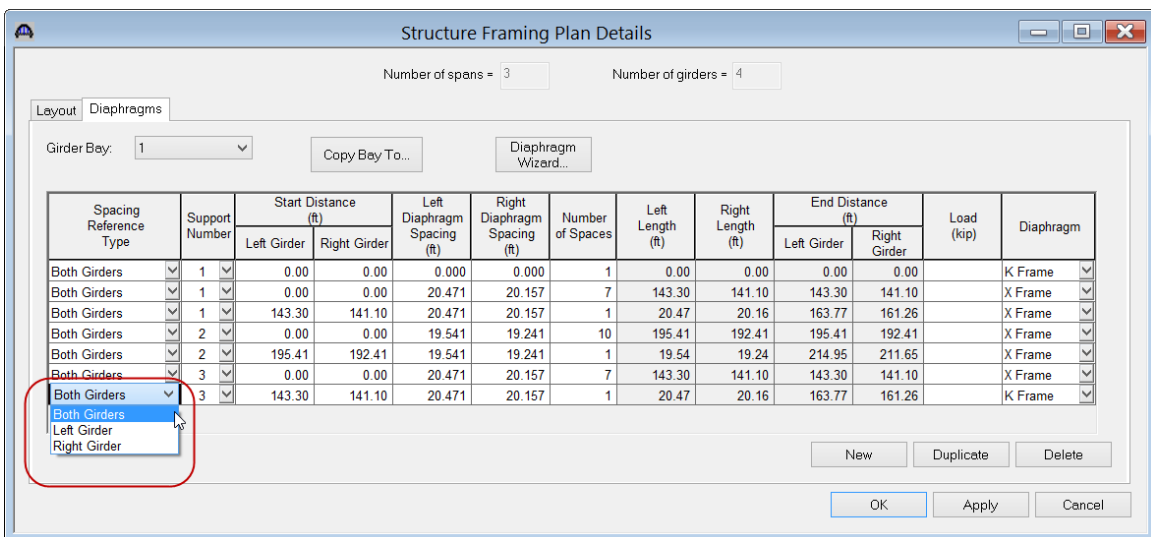 Structure Framing Plan Details
Number of spans = 3 Number of girders = 4
Layout Diaphragms
Girder Bay: 1 Copy Bay To... Diaphragm Wizard...
Spacing Reference Type Support Number Start Distance (ft) Left Girder Right Girder Left Diaphragm Spacing (ft) Right Diaphragm Spacing (ft) Number of Spaces Left Length (ft) Right Length (ft) End Distance (ft) Left Girder Right Girder Load (kip) Diaphragm
Both Girders 1 0.00 0.00 0.000 0.000 1 0.00 0.00 0.00 0.00 K Frame
Both Girders 1 0.00 0.00 20.471 20.157 7 143.30 141.10 143.30 141.10 X Frame
Both Girders 1 143.30 141.10 20.471 20.157 1 20.47 20.16 163.77 161.26 X Frame
Both Girders 2 0.00 0.00 19.541 19.241 10 195.41 192.41 195.41 192.41 X Frame
Both Girders 2 195.41 192.41 19.541 19.241 1 19.54 19.24 214.95 211.65 X Frame
Both Girders 3 0.00 0.00 20.471 20.157 7 143.30 141.10 143.30 141.10 X Frame
Both Girders 3 143.30 141.10 20.471 20.157 1 20.47 20.16 163.77 161.26 K Frame
Both Girders
Left Girder
Right Girder
New Duplicate Delete
OK Apply Cancel